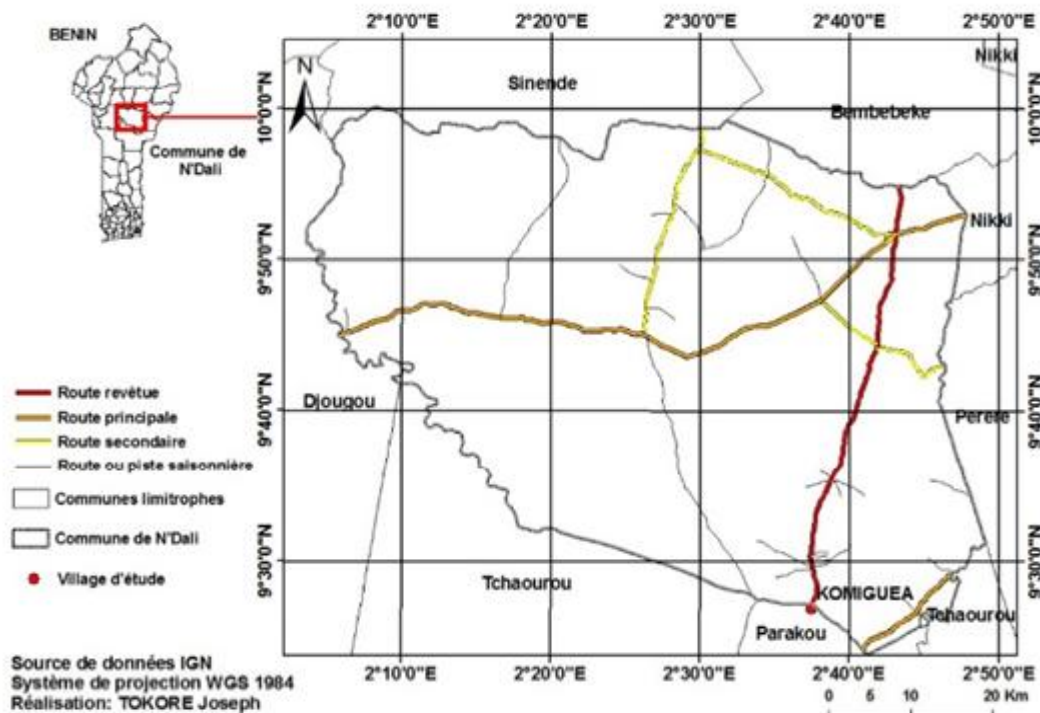 2°10'0"E 2°20'0"E 2°30'0"E 2°40'0"E 2°50'0"E
BENIN
Commune de
N'Dali
N
Sinende
Nikki
Bembebeke
Nikki
Djougou
Perere
Tchaourou
KOMIGUEA
Tchaourou
Parakou
10°0'0"N 10°0'0"N
9°50'0"N 9°50'0"N
9°40'0"N 9°40'0"N
9°30'0"N 9°30'0"N
Route revêtue
Route principale
Route secondaire
Route ou piste saisonnière
Communes limitrophes
Commune de N'Dali
Village d'étude
Source de données IGN
Système de projection WGS 1984
Réalisation: TOKORE Joseph
2°10'0"E 2°20'0"E 2°30'0"E 2°40'0"E 2°50'0"E
0 5 10 20 Km